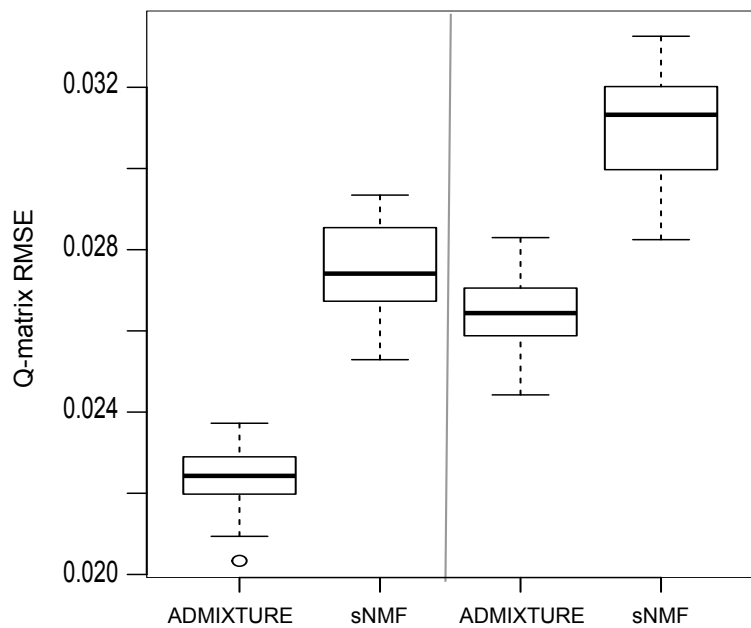 Q-matrix RMSE
0.032
0.028
0.024
0.020
ADMIXTURE sNMF ADMIXTURE sNMF